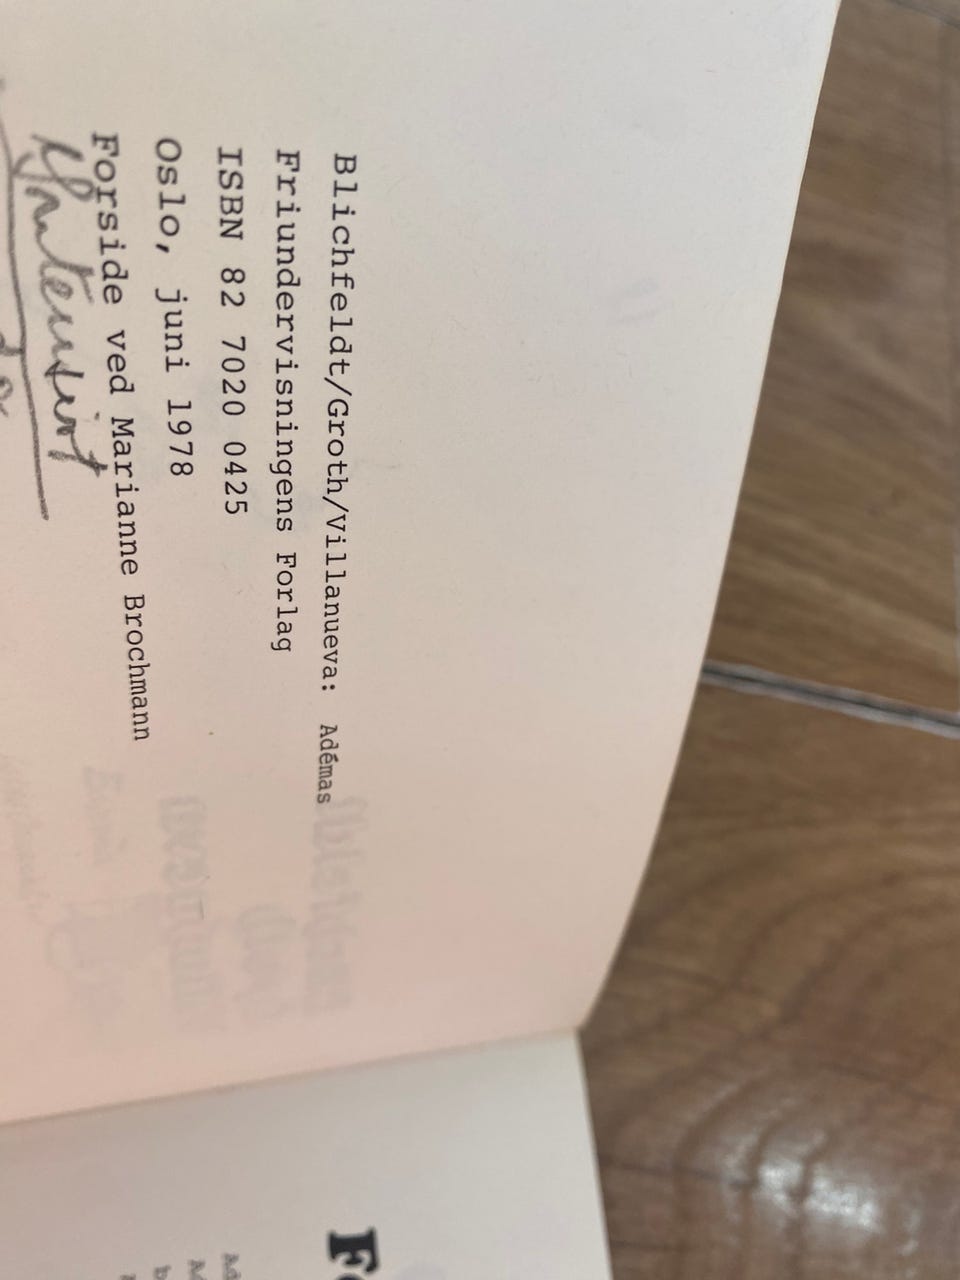 Blichfeldt/Groth/Villanueva: Adémas
Friundervisningens Forlag
ISBN 82 7020 0425
Oslo, juni 1978
Forside ved Marianne Brochmann